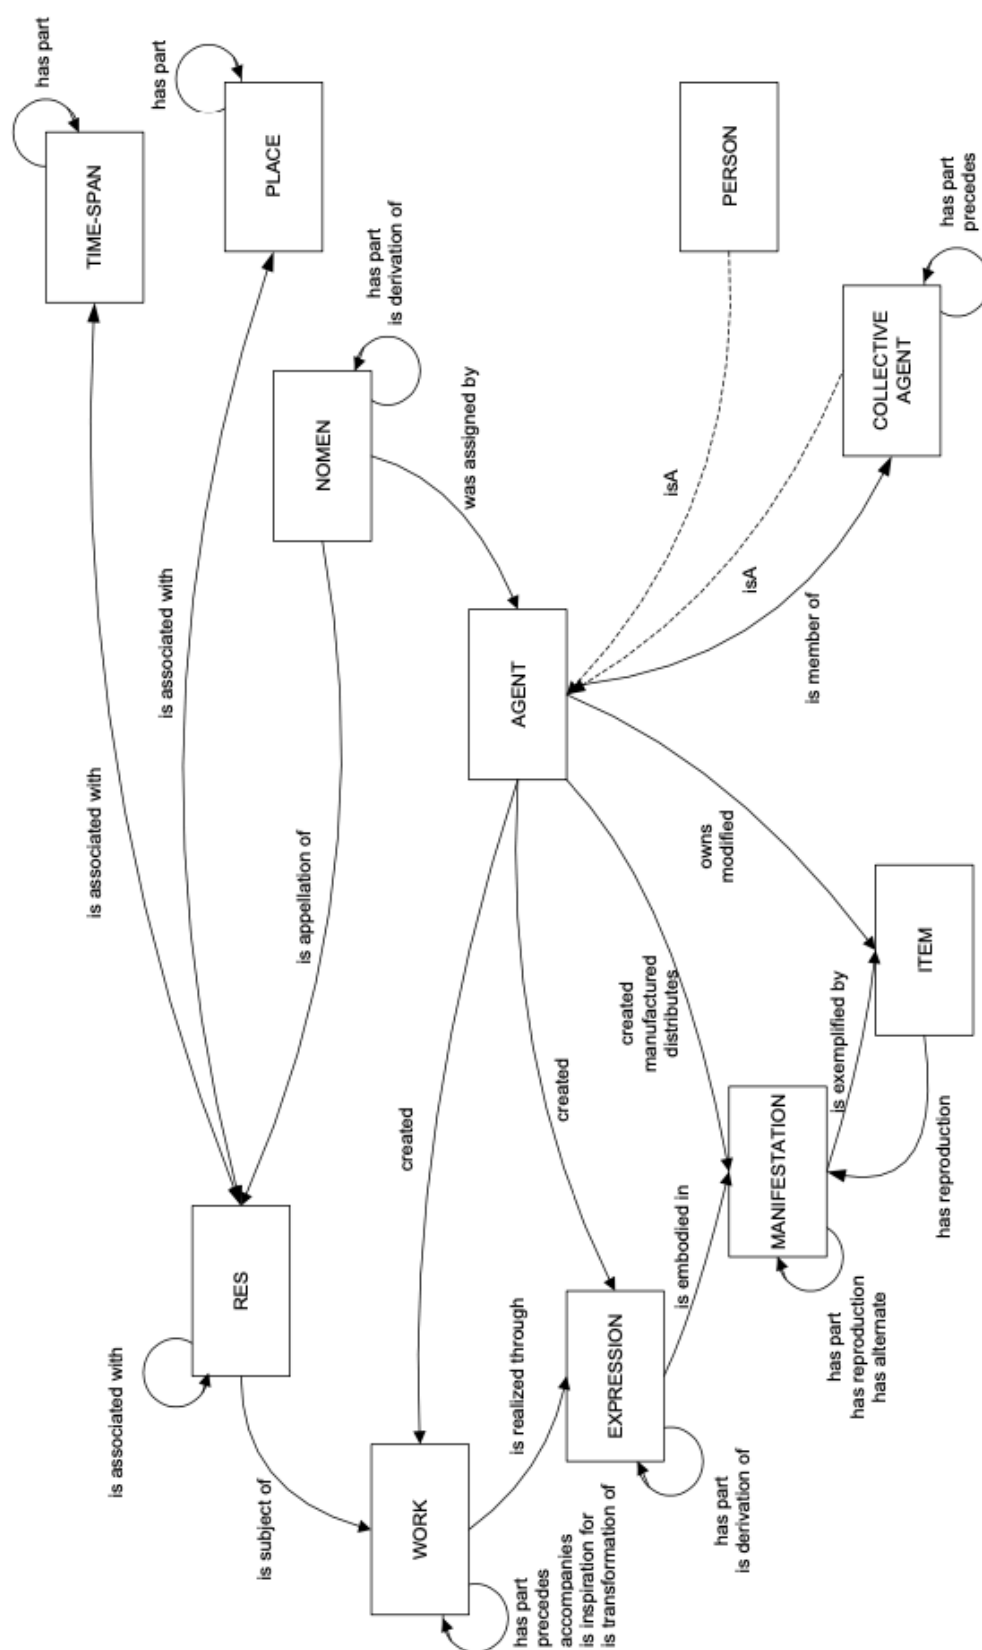 is associated with
RES
is subject of
WORK
has part
precedes
accompanies
is inspiration for
is transformation of
is realized through
EXPRESSION
has part
is derivation of
is embodied in
MANIFESTATION
has part
has reproduction
has alternate
is exemplified by
has reproduction
ITEM
created
created
created
manufactured
distributes
owns
modified
is associated with
is associated with
is appellation of
AGENT
was assigned by
NOMEN
has part
is derivation of
isA
isA
is member of
TIME-SPAN
has part
PLACE
has part
PERSON
COLLECTIVE
AGENT
has part
precedes